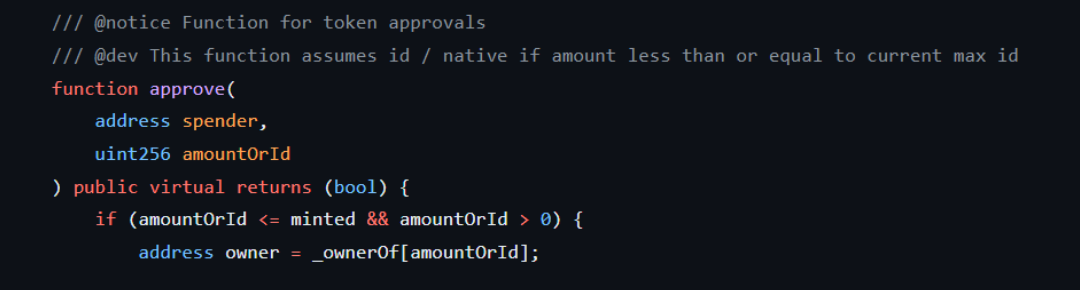 /// @notice Function for token approvals
/// @dev This function assumes id / native if amount less than or equal to current max id
function approve(
    address spender,
    uint256 amountOrId
) public virtual returns (bool) {
    if (amountOrId <= minted && amountOrId > 0) {
        address owner = _ownerOf[amountOrId];